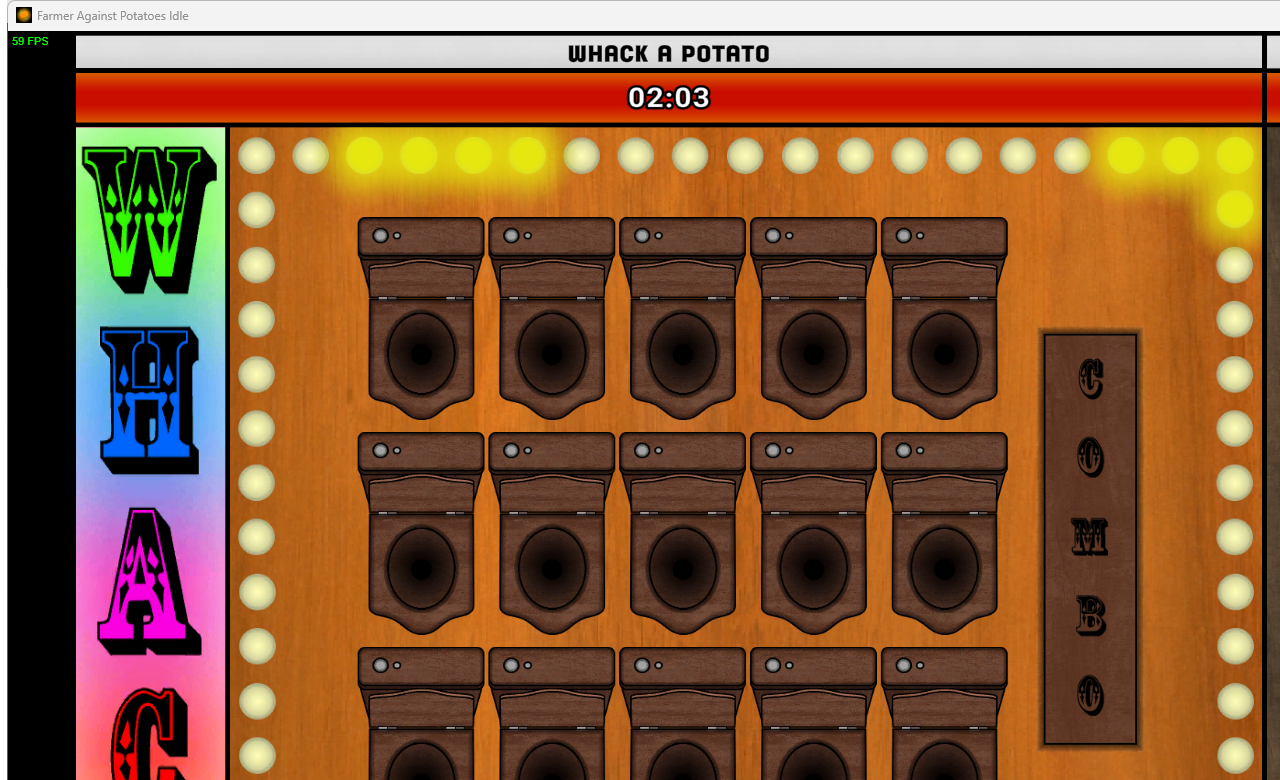 Farmer Against Potatoes Idle
59 FPS
WHACK A POTATO
02:03
W
H
A
C
C
O
M
B
O